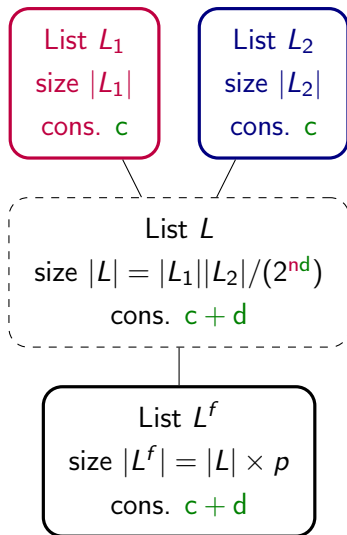 List L₁
size |L₁|
cons. c
List L₂
size |L₂|
cons. c
List L
size |L| = |L₁||L₂|/(2ⁿᵈ)
cons. c + d
List Lᶠ
size |Lᶠ| = |L| × p
cons. c + d